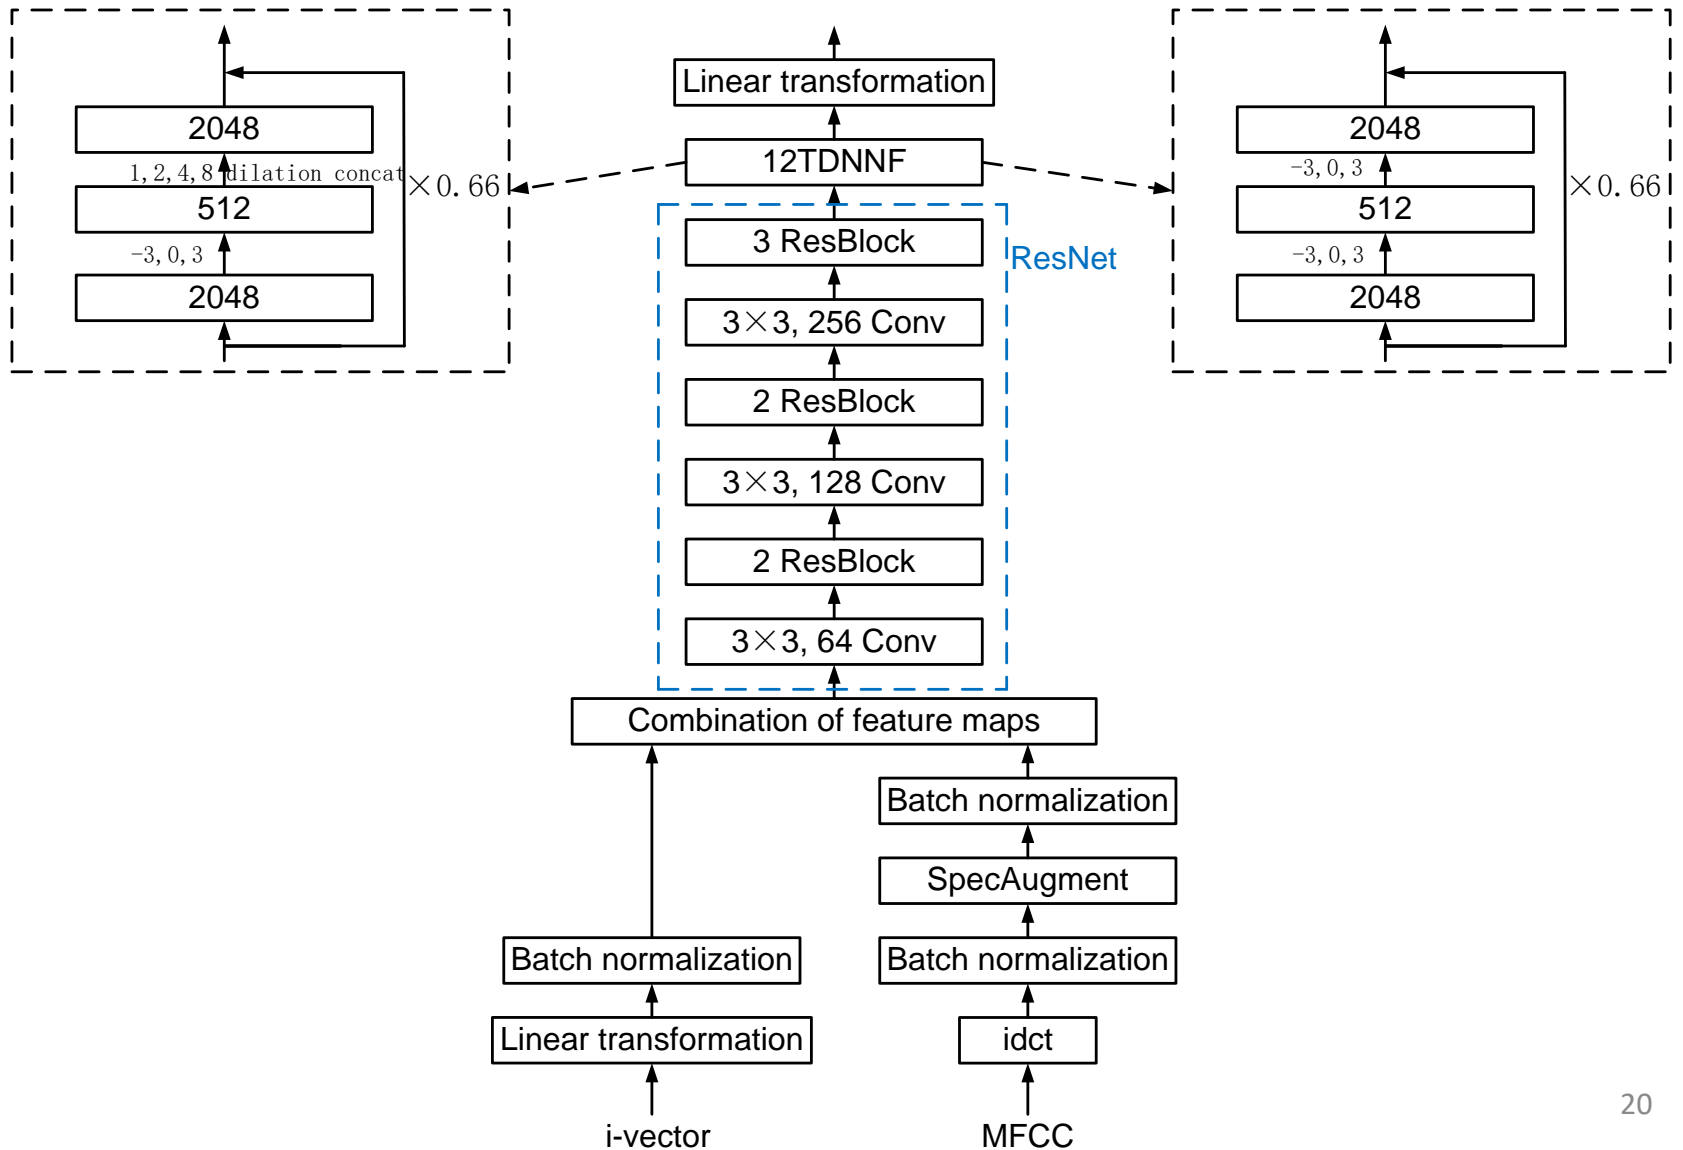 2048
1,2,4,8 dilation concat
×0.66
512
-3,0,3
2048
Linear transformation
12TDNNF
3 ResBlock
ResNet
3×3, 256 Conv
2 ResBlock
3×3, 128 Conv
2 ResBlock
3×3, 64 Conv
Combination of feature maps
Batch normalization
SpecAugment
Batch normalization
Batch normalization
Linear transformation
idct
i-vector
MFCC
2048
-3,0,3
×0.66
512
-3,0,3
2048
20